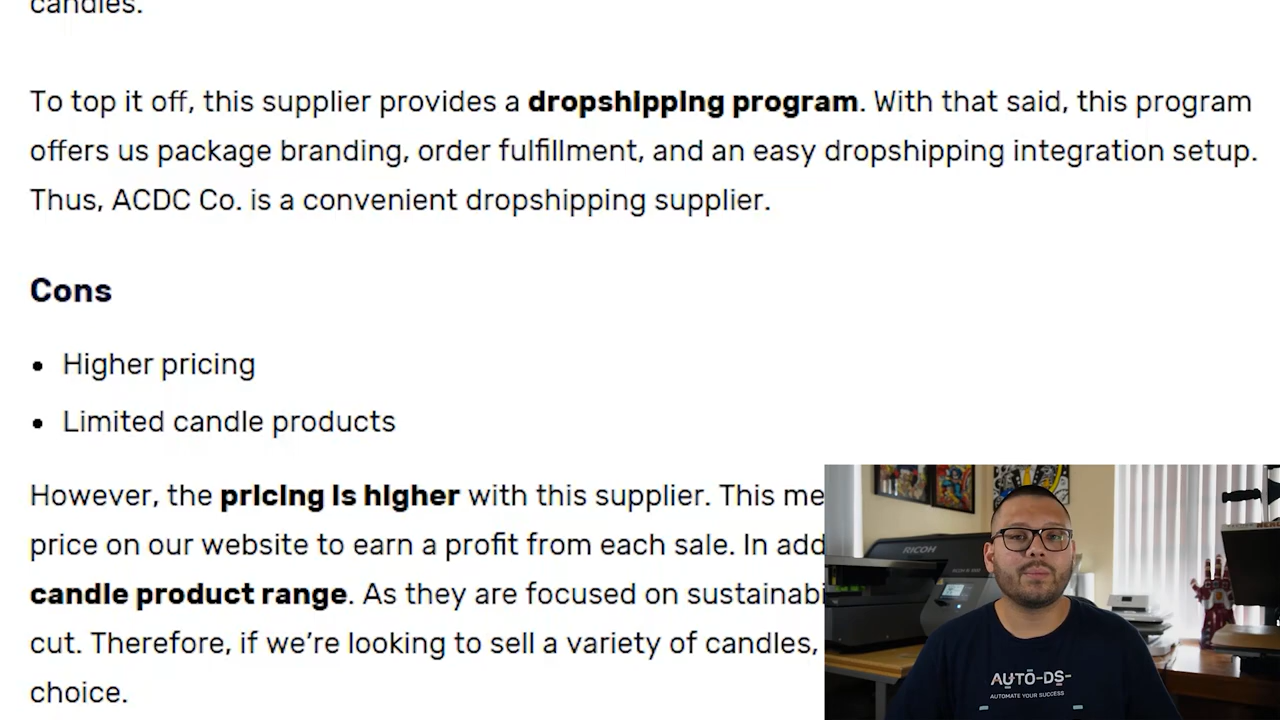 candles.
To top it off, this supplier provides a dropshipping program. With that said, this program
offers us package branding, order fulfillment, and an easy dropshipping integration setup.
Thus, ACDC Co. is a convenient dropshipping supplier.
Cons
• Higher pricing
• Limited candle products
However, the pricing is higher with this supplier. This me
price on our website to earn a profit from each sale. In add
candle product range. As they are focused on sustainabi
cut. Therefore, if we’re looking to sell a variety of candles,
choice.
RICOH
AUTO-DS-
AUTOMATE YOUR SUCCESS